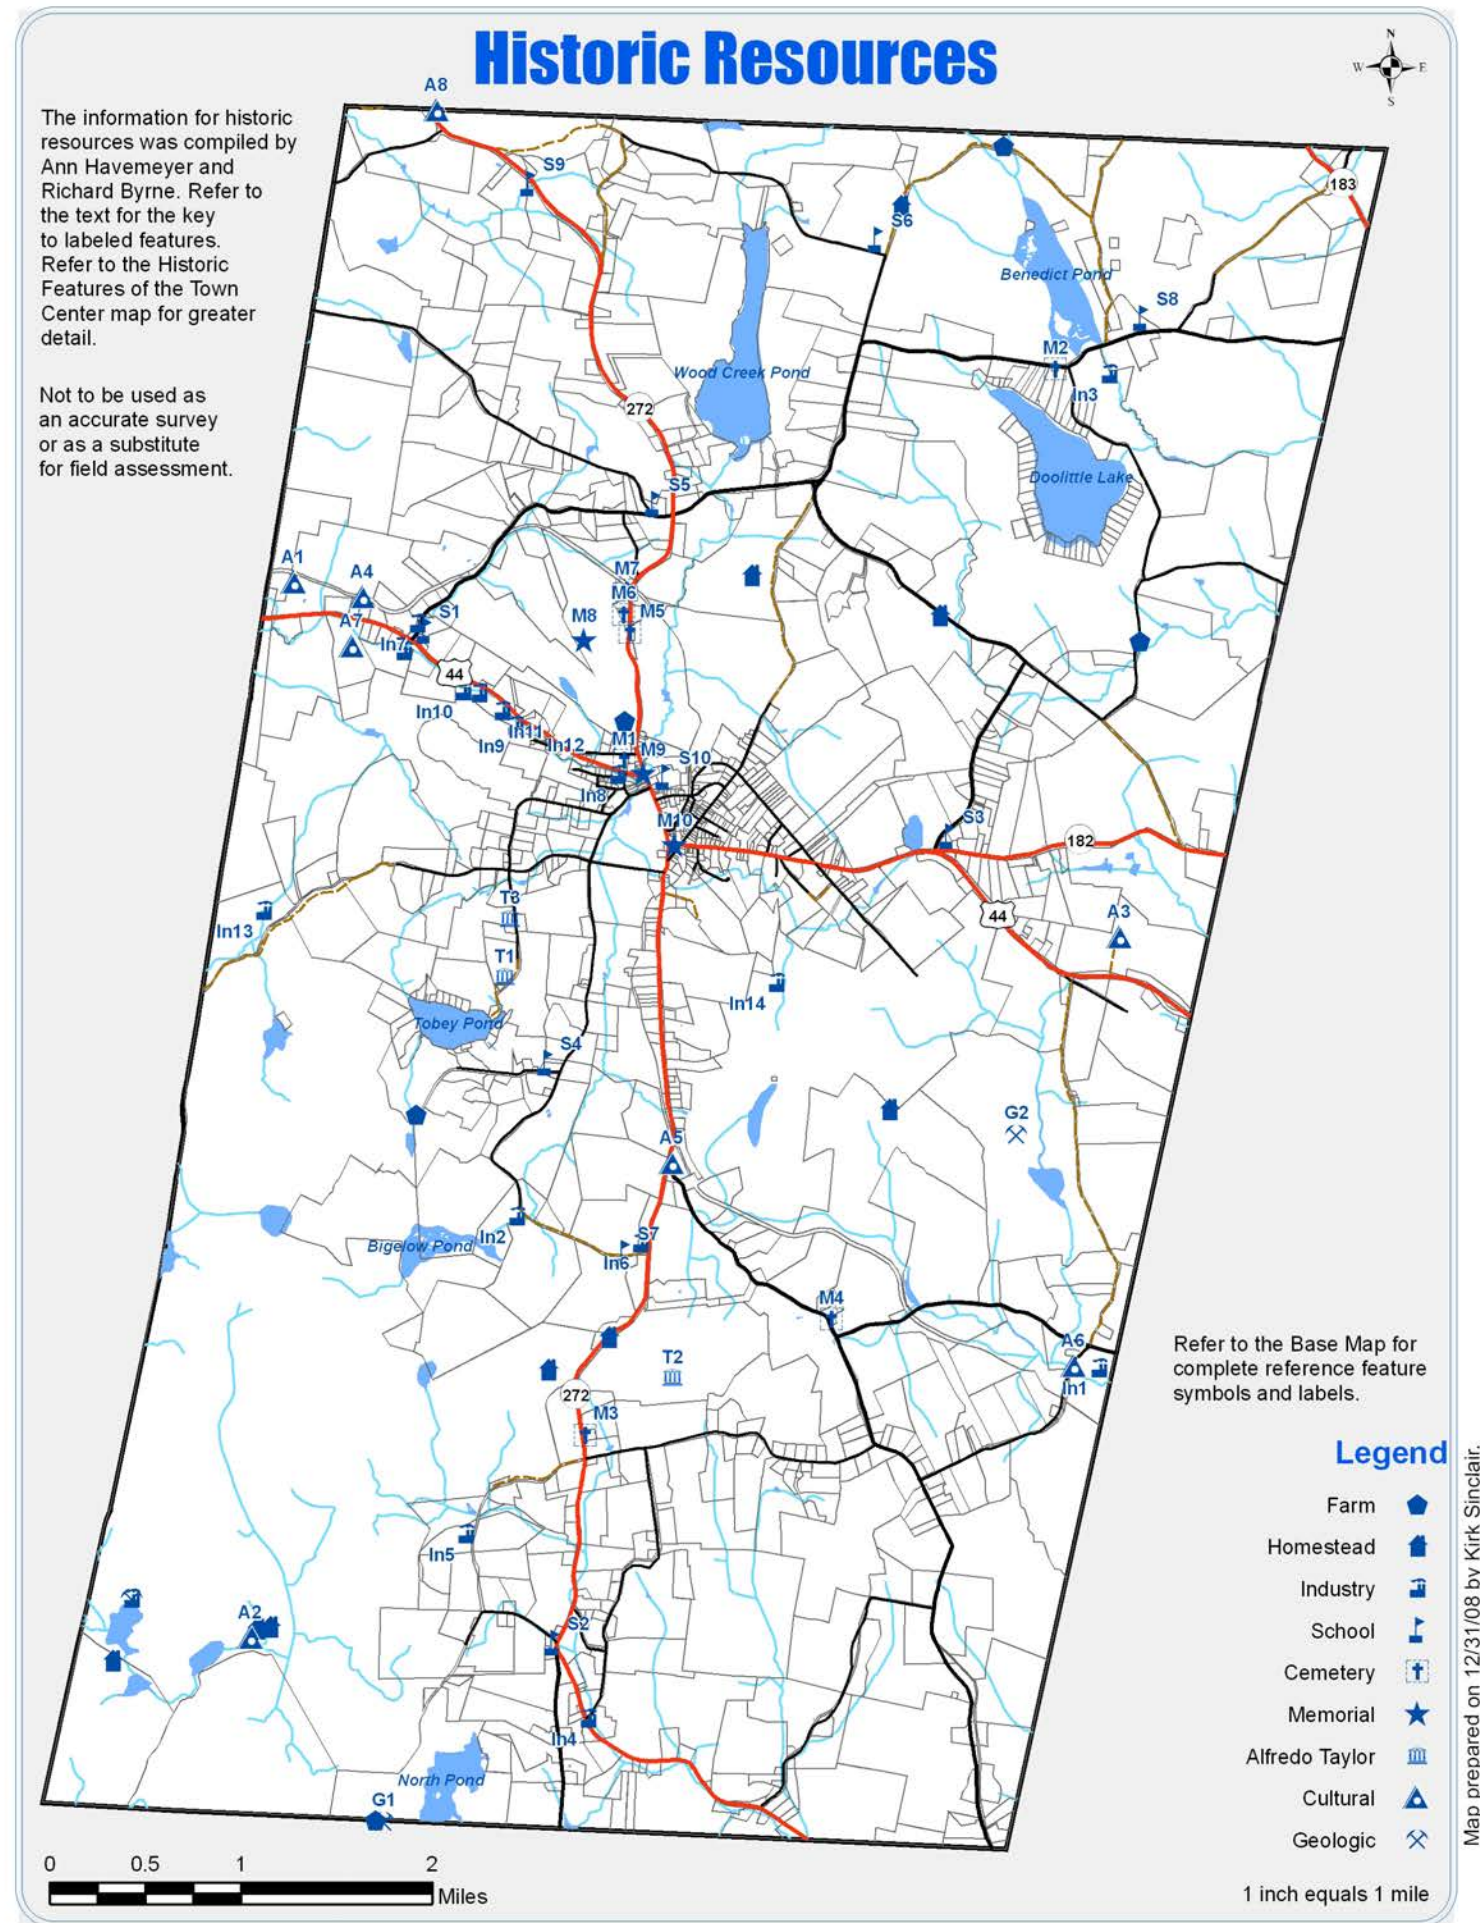 Historic Resources
N
W
E
S
The information for historic
resources was compiled by
Ann Havemeyer and
Richard Byrne. Refer to
the text for the key
to labeled features.
Refer to the Historic
Features of the Town
Center map for greater
detail.
Not to be used as
an accurate survey
or as a substitute
for field assessment.
A8
S9
183
S6
Benedict Pond
S8
M2
Wood Creek Pond
In3
272
Doolittle Lake
S5
A1
A4
M7
M6
M5
S1
M8
A7
In7
44
In10
In11
In9
In12
M1
M9
S10
In8
M10
S3
182
T3
44
A3
In13
T1
In14
Tobey Pond
S4
G2
A5
In2
S7
Bigelow Pond
In6
M4
A6
In1
T2
272
M3
In5
A2
S2
In4
North Pond
G1
Refer to the Base Map for
complete reference feature
symbols and labels.
Legend
Farm
Homestead
Industry
School
Cemetery
Memorial
Alfredo Taylor
Cultural
Geologic
0 0.5 1 2
Miles
1 inch equals 1 mile
Map prepared on 12/31/08 by Kirk Sinclair.